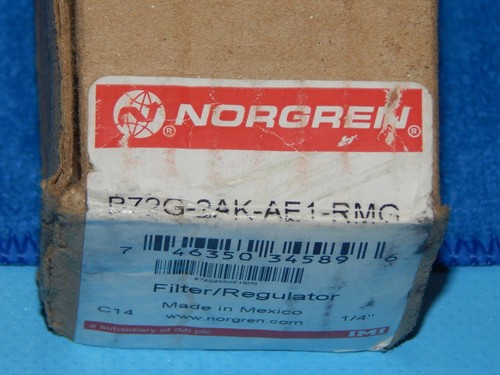 NORGREN
B72G-2AK-AE1-RMG
7 46350 34589 6
Filter/Regulator
Made in Mexico
C14 www.norgren.com 1/4"
a subsidiary of IMI plc IMI